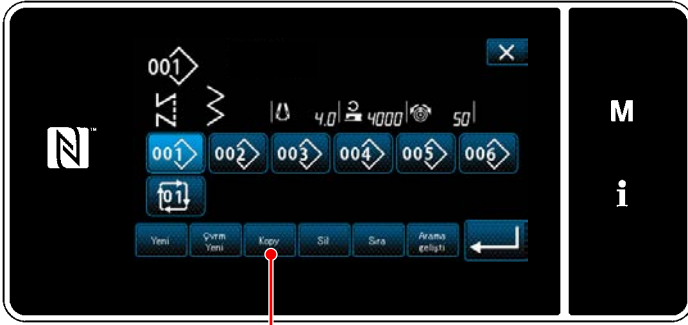 001
4.0 4000 50
001 002 003 004 005 006
01
Yeni Çvrm Yeni Kopy Sil Sıra Arama gelişti
M
i